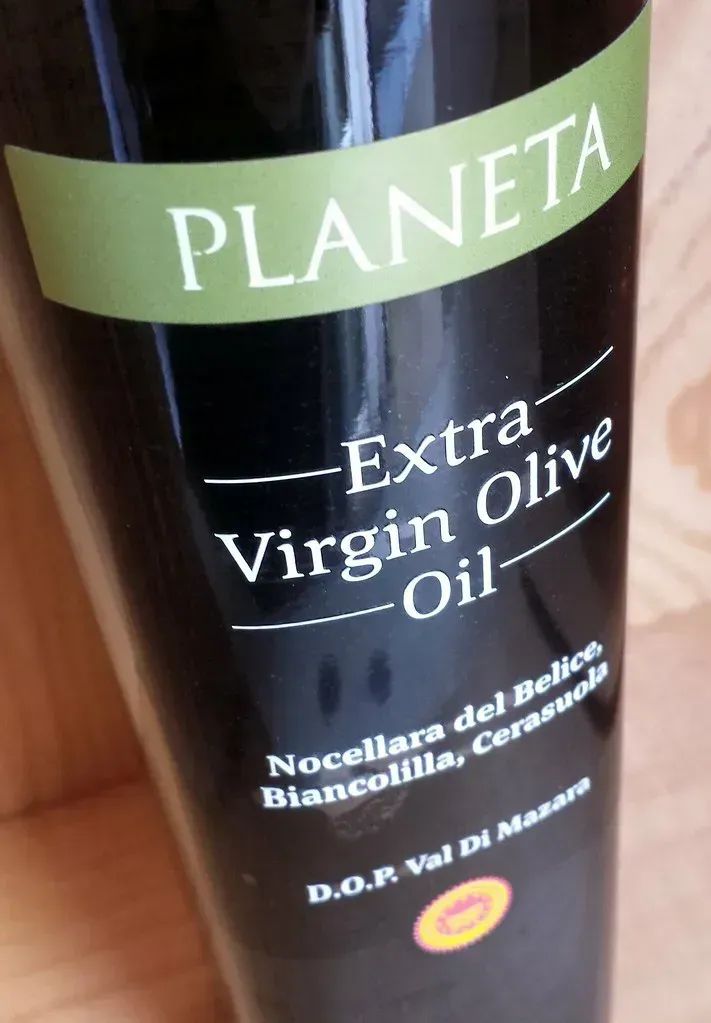 PLANETA
Extra
Virgin Olive
Oil
Nocellara del Belice,
Biancolilla, Cerasuola
D.O.P. Val Di Mazara